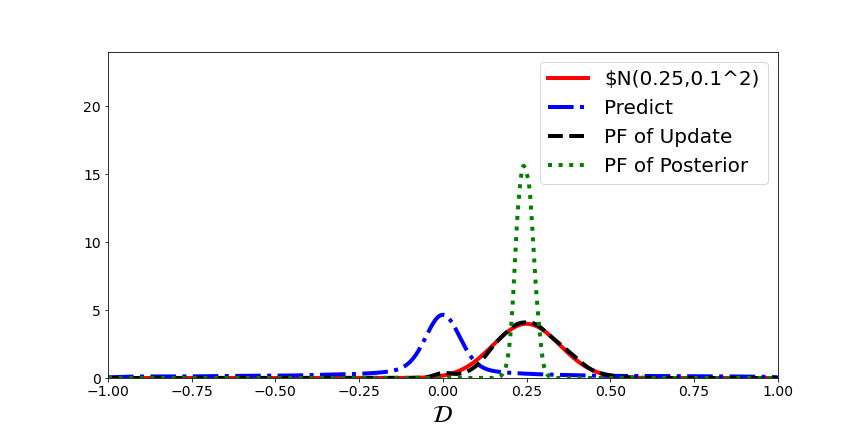 $N(0.25,0.1^2)
Predict
PF of Update
PF of Posterior
20
15
10
5
0
−1.00 −0.75 −0.50 −0.25 0.00 0.25 0.50 0.75 1.00
𝒟